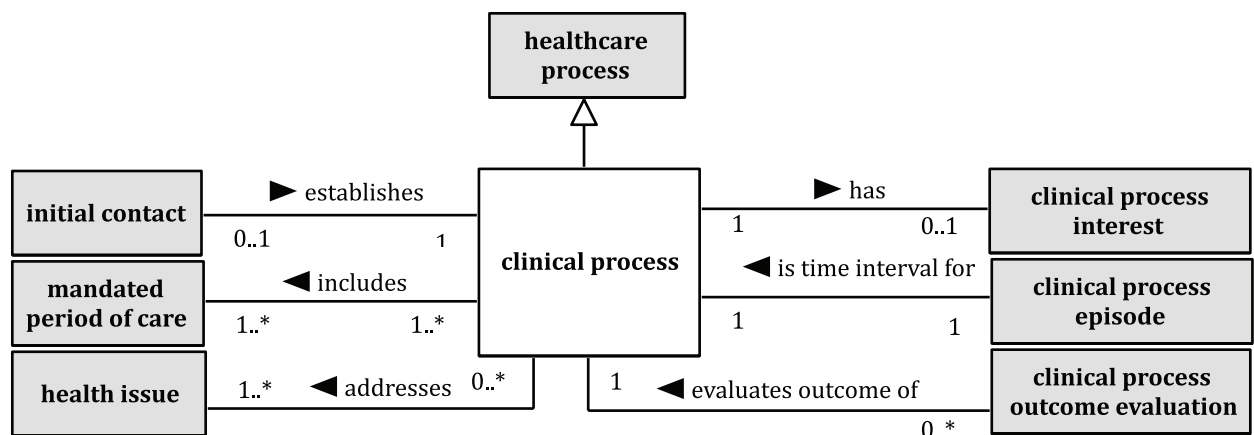 healthcare
process
initial contact
► establishes
0..1
1
clinical process
► has
1
0..1
clinical process
interest
mandated
period of care
◄ includes
1..*
1..*
◄ is time interval for
1
1
clinical process
episode
health issue
1..*
◄ addresses
0..*
1
◄ evaluates outcome of
0..*
clinical process
outcome evaluation